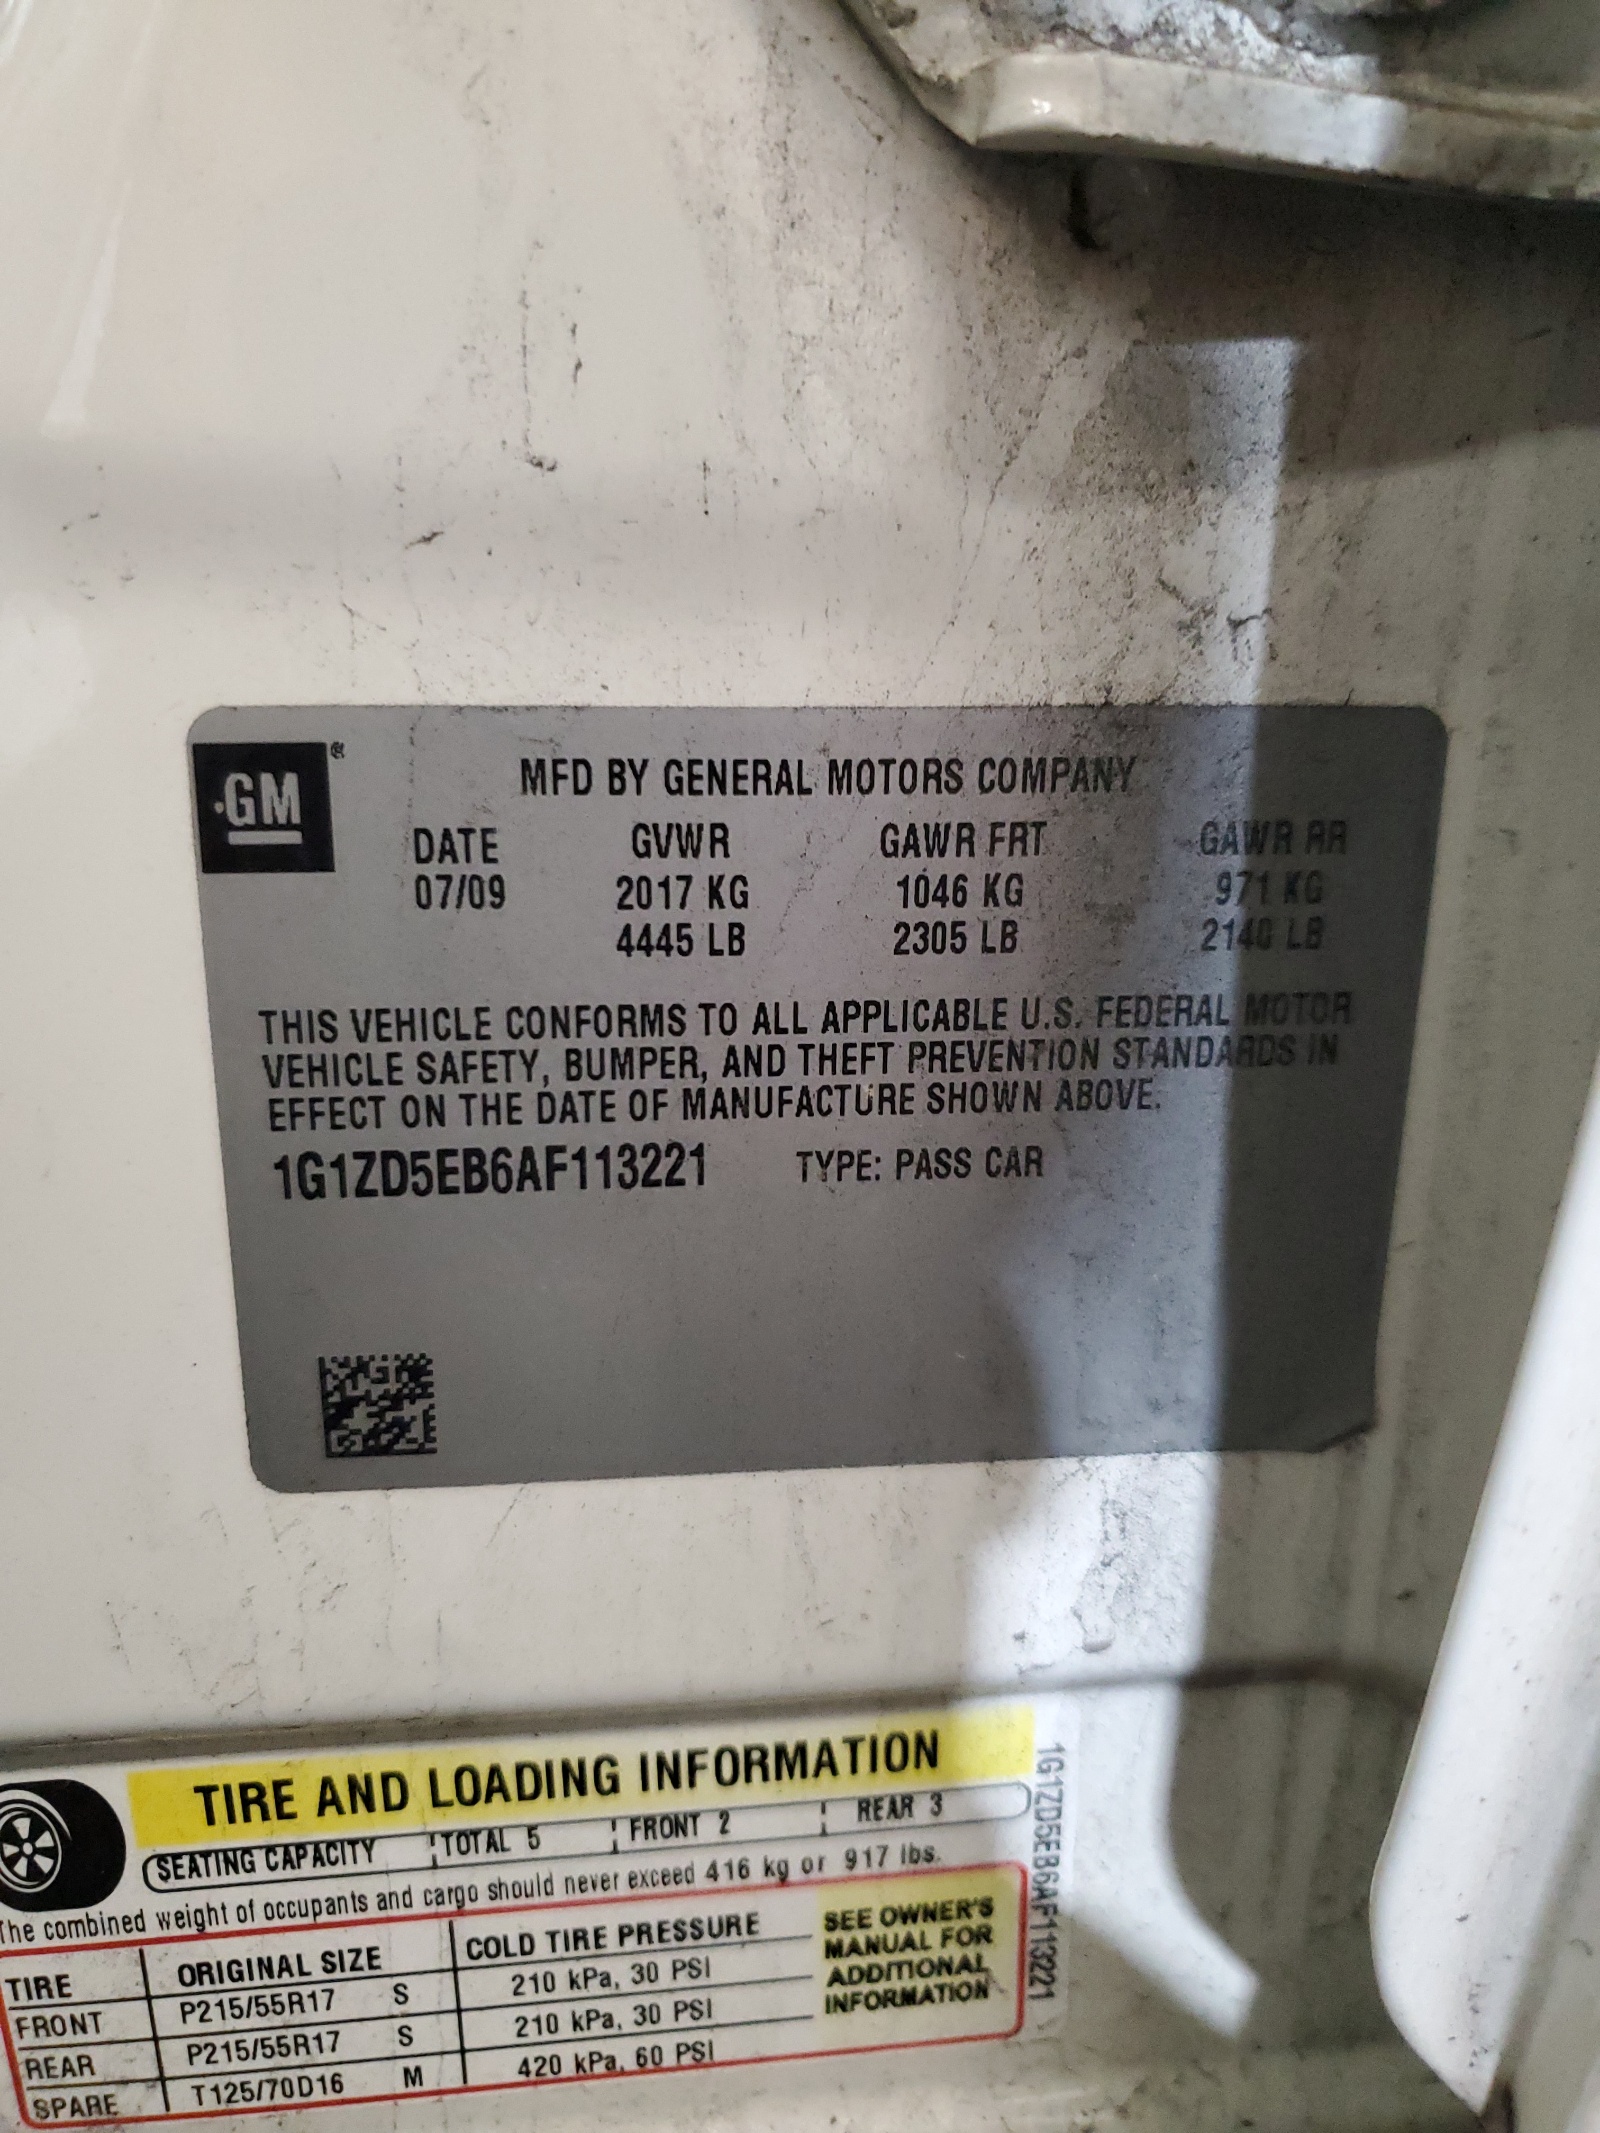 GM ®
MFD BY GENERAL MOTORS COMPANY
DATE GVWR GAWR FRT GAWR RR
07/09 2017 KG 1046 KG 971 KG
4445 LB 2305 LB 2140 LB
THIS VEHICLE CONFORMS TO ALL APPLICABLE U.S. FEDERAL MOTOR
VEHICLE SAFETY, BUMPER, AND THEFT PREVENTION STANDARDS IN
EFFECT ON THE DATE OF MANUFACTURE SHOWN ABOVE.
1G1ZD5EB6AF113221 TYPE: PASS CAR
TIRE AND LOADING INFORMATION
SEATING CAPACITY TOTAL 5 FRONT 2 REAR 3
The combined weight of occupants and cargo should never exceed 416 kg or 917 lbs.
TIRE ORIGINAL SIZE COLD TIRE PRESSURE
FRONT P215/55R17 S 210 kPa, 30 PSI
REAR P215/55R17 S 210 kPa, 30 PSI
SPARE T125/70D16 M 420 kPa, 60 PSI
SEE OWNER'S
MANUAL FOR
ADDITIONAL
INFORMATION
1G1ZD5EB6AF113221